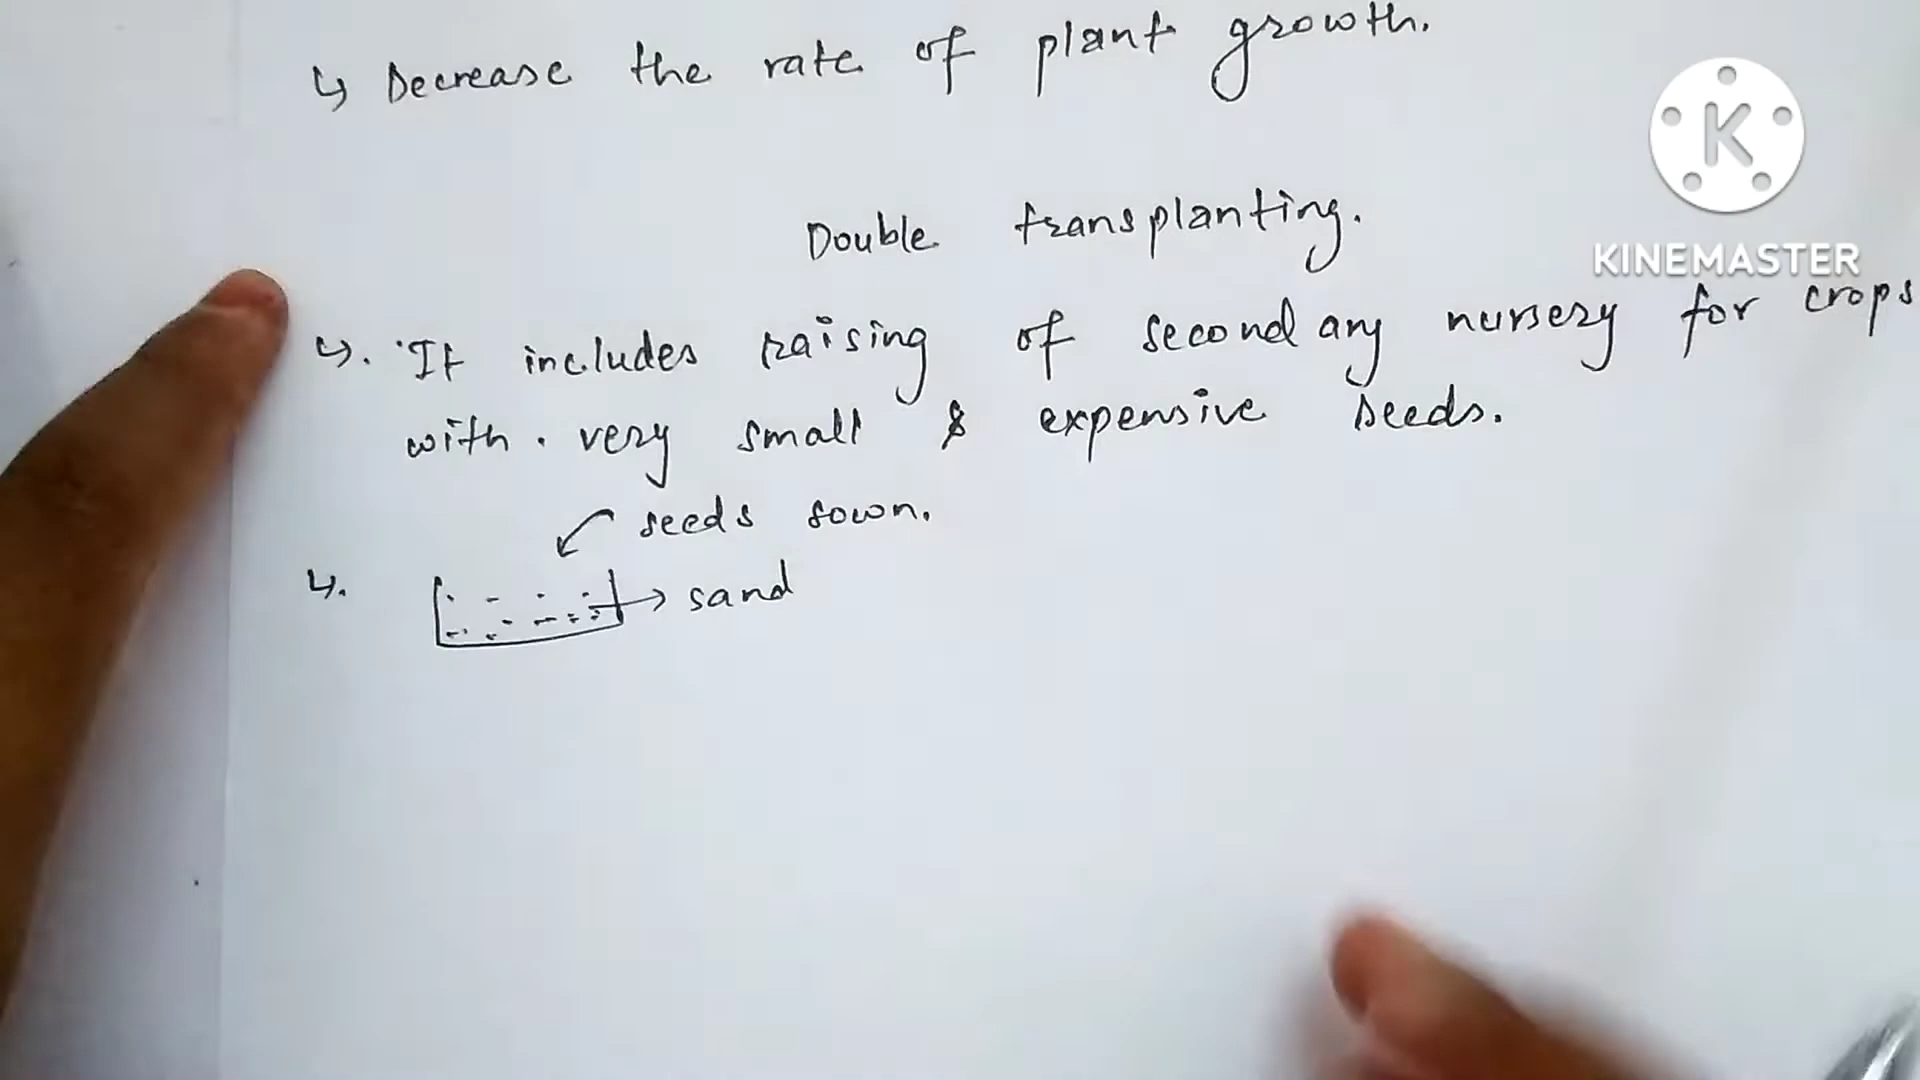 ↳ Decrease the rate of plant growth.
K
KINEMASTER
Double transplanting.
↳. It includes raising of secondary nursery for crops
with. very small & expensive seeds.
seeds sown.
↳. → sand